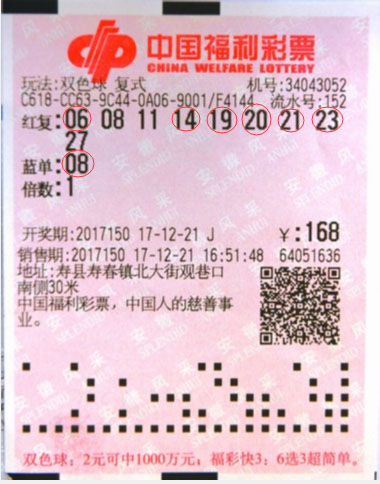 中国福利彩票
CHINA WELFARE LOTTERY
玩法:双色球 复式 机号:34043052
C618-CC63-9C44-0A06-9001/F4144 流水号:152
红复:06 08 11 14 19 20 21 23
27
蓝单:08
倍数:1
开奖期:2017150 17-12-21 J ¥:168
销售期:2017150 17-12-21 16:51:48 64051636
地址:寿县寿春镇北大街观巷口
南侧30米
中国福利彩票,中国人的慈善事
业。
双色球:2元可中1000万元;福彩快3:6选3超简单。